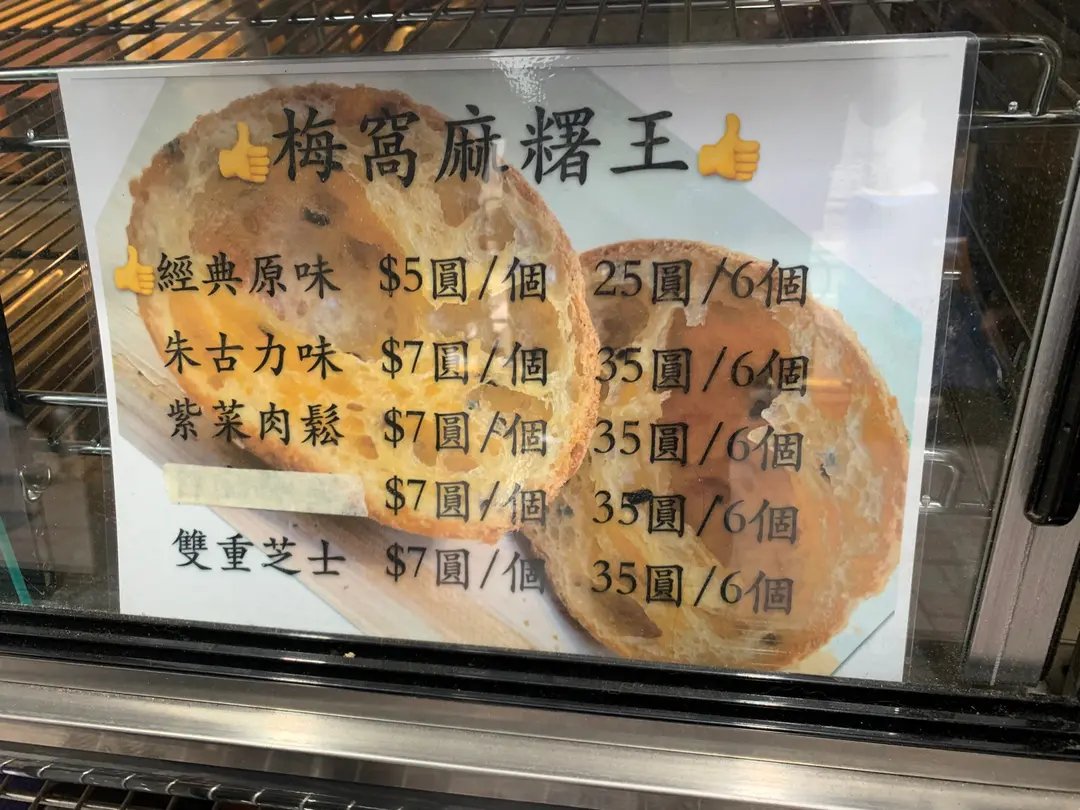 👍梅窩麻糬王👍
👍經典原味 $5圓/個 25圓/6個
朱古力味 $7圓/個 35圓/6個
紫菜肉鬆 $7圓/個 35圓/6個
$7圓/個 35圓/6個
雙重芝士 $7圓/個 35圓/6個